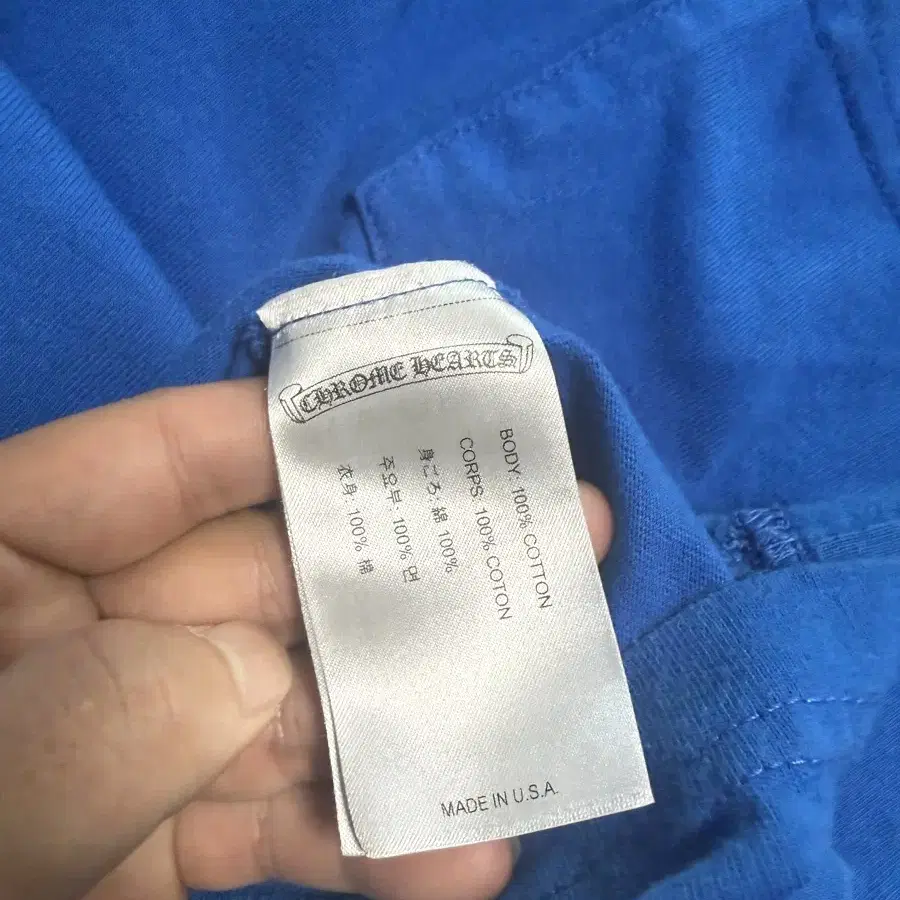 CHROME HEARTS
BODY: 100% COTTON
CORPS: 100% COTON
身ごろ: 綿 100%
주요부: 100% 면
衣身: 100% 棉
MADE IN U.S.A.